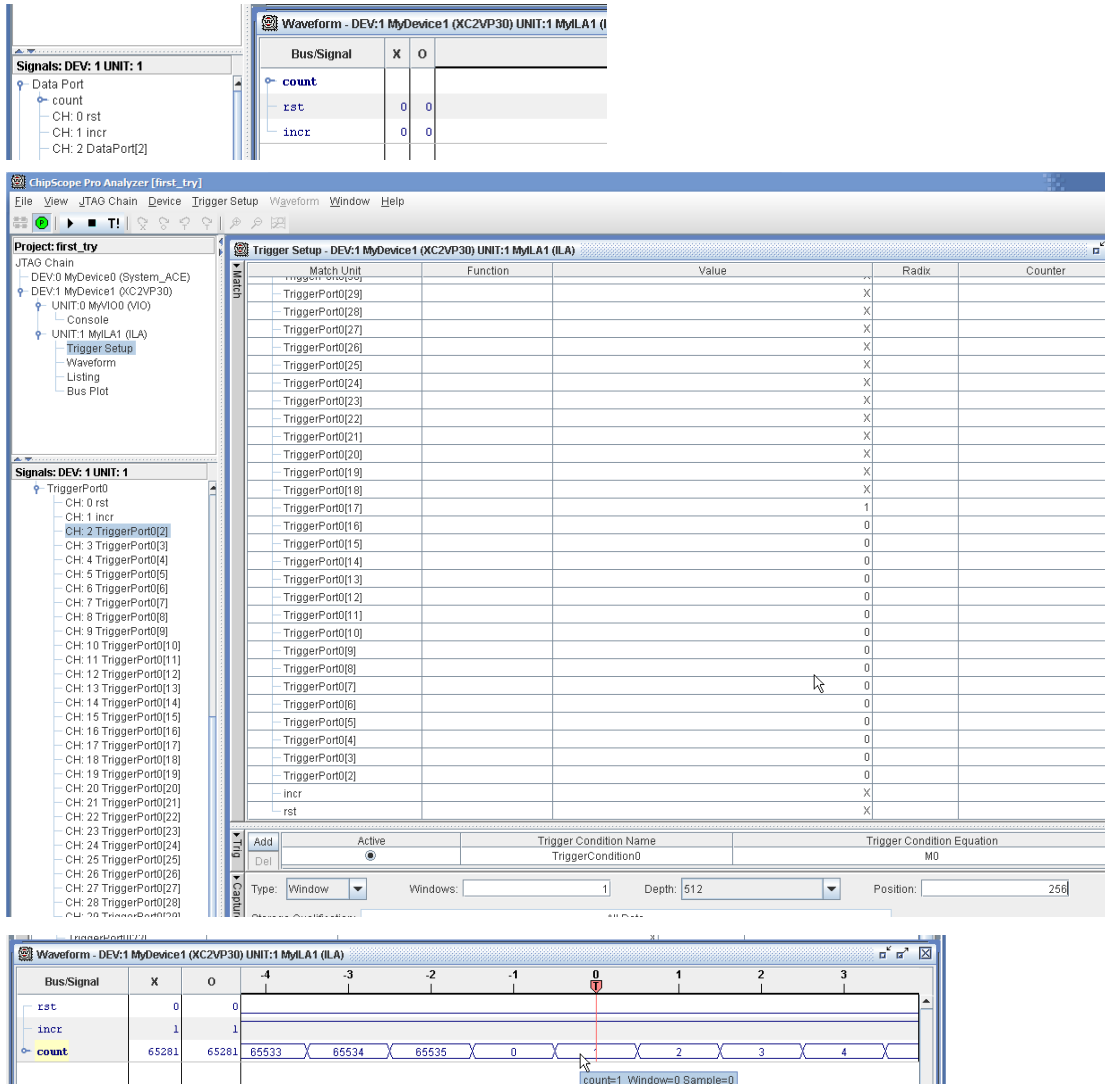 Waveform - DEV:1 MyDevice1 (XC2VP30) UNIT:1 MyILA1 (I
Bus/Signal X O
count
rst 0 0
incr 0 0
Signals: DEV: 1 UNIT: 1
Data Port
count
CH: 0 rst
CH: 1 incr
CH: 2 DataPort[2]
ChipScope Pro Analyzer [first_try]
File View JTAG Chain Device Trigger Setup Waveform Window Help
T!
Project: first_try
JTAG Chain
DEV:0 MyDevice0 (System_ACE)
DEV:1 MyDevice1 (XC2VP30)
UNIT:0 MyVIO0 (VIO)
Console
UNIT:1 MyILA1 (ILA)
Trigger Setup
Waveform
Listing
Bus Plot
Signals: DEV: 1 UNIT: 1
TriggerPort0
CH: 0 rst
CH: 1 incr
CH: 2 TriggerPort0[2]
CH: 3 TriggerPort0[3]
CH: 4 TriggerPort0[4]
CH: 5 TriggerPort0[5]
CH: 6 TriggerPort0[6]
CH: 7 TriggerPort0[7]
CH: 8 TriggerPort0[8]
CH: 9 TriggerPort0[9]
CH: 10 TriggerPort0[10]
CH: 11 TriggerPort0[11]
CH: 12 TriggerPort0[12]
CH: 13 TriggerPort0[13]
CH: 14 TriggerPort0[14]
CH: 15 TriggerPort0[15]
CH: 16 TriggerPort0[16]
CH: 17 TriggerPort0[17]
CH: 18 TriggerPort0[18]
CH: 19 TriggerPort0[19]
CH: 20 TriggerPort0[20]
CH: 21 TriggerPort0[21]
CH: 22 TriggerPort0[22]
CH: 23 TriggerPort0[23]
CH: 24 TriggerPort0[24]
CH: 25 TriggerPort0[25]
CH: 26 TriggerPort0[26]
CH: 27 TriggerPort0[27]
CH: 28 TriggerPort0[28]
CH: 29 TriggerPort0[29]
Trigger Setup - DEV:1 MyDevice1 (XC2VP30) UNIT:1 MyILA1 (ILA)
Match
Match Unit Function Value Radix Counter
TriggerPort0[29] X
TriggerPort0[28] X
TriggerPort0[27] X
TriggerPort0[26] X
TriggerPort0[25] X
TriggerPort0[24] X
TriggerPort0[23] X
TriggerPort0[22] X
TriggerPort0[21] X
TriggerPort0[20] X
TriggerPort0[19] X
TriggerPort0[18] X
TriggerPort0[17] 1
TriggerPort0[16] 0
TriggerPort0[15] 0
TriggerPort0[14] 0
TriggerPort0[13] 0
TriggerPort0[12] 0
TriggerPort0[11] 0
TriggerPort0[10] 0
TriggerPort0[9] 0
TriggerPort0[8] 0
TriggerPort0[7] 0
TriggerPort0[6] 0
TriggerPort0[5] 0
TriggerPort0[4] 0
TriggerPort0[3] 0
TriggerPort0[2] 0
incr X
rst X
Trig
Add Active Trigger Condition Name Trigger Condition Equation
Del TriggerCondition0 M0
Captur
Type: Window Windows: 1 Depth: 512 Position: 256
All Data
Waveform - DEV:1 MyDevice1 (XC2VP30) UNIT:1 MyILA1 (ILA)
Bus/Signal X O -4 -3 -2 -1 0 1 2 3
T
rst 0 0
incr 1 1
count 65281 65281 65533 65534 65535 0 1 2 3 4
count=1 Window=0 Sample=0